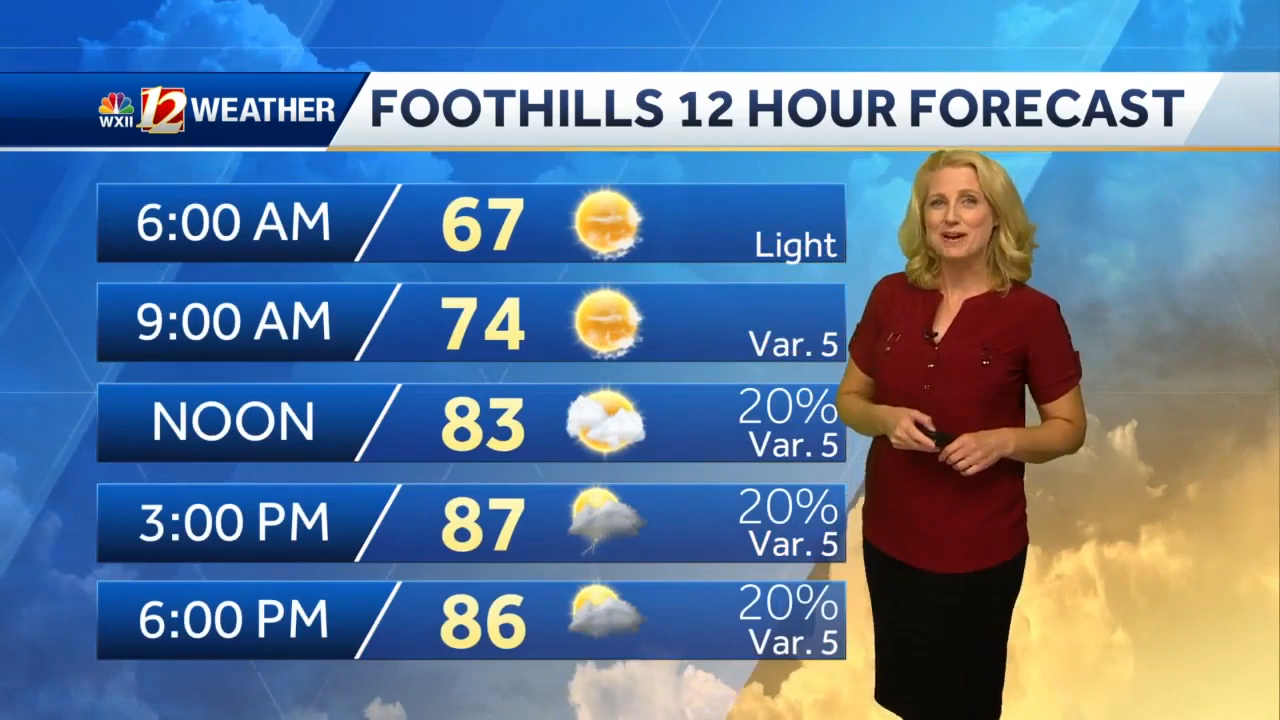 WXII 12 WEATHER
FOOTHILLS 12 HOUR FORECAST
6:00 AM 67 Light
9:00 AM 74 Var. 5
NOON 83 20% Var. 5
3:00 PM 87 20% Var. 5
6:00 PM 86 20% Var. 5